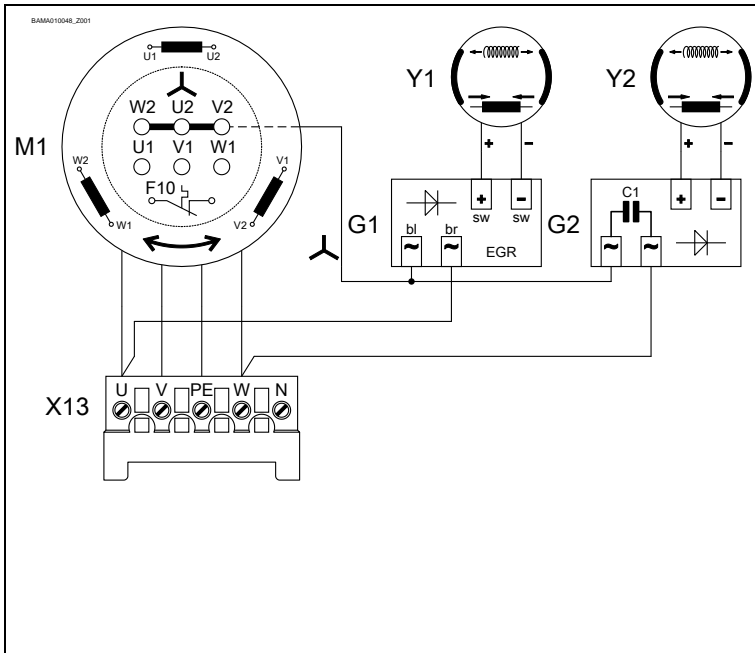 BAMA010048_Z001
U1 U2
W2 U2 V2
U1 V1 W1
F10
W2
W1
V1
V2
M1
Y1
Y2
+ -
+ -
G1
+ -
sw sw
bl br
~ ~
EGR
G2
C1
+ -
~ ~
X13
U V PE W N